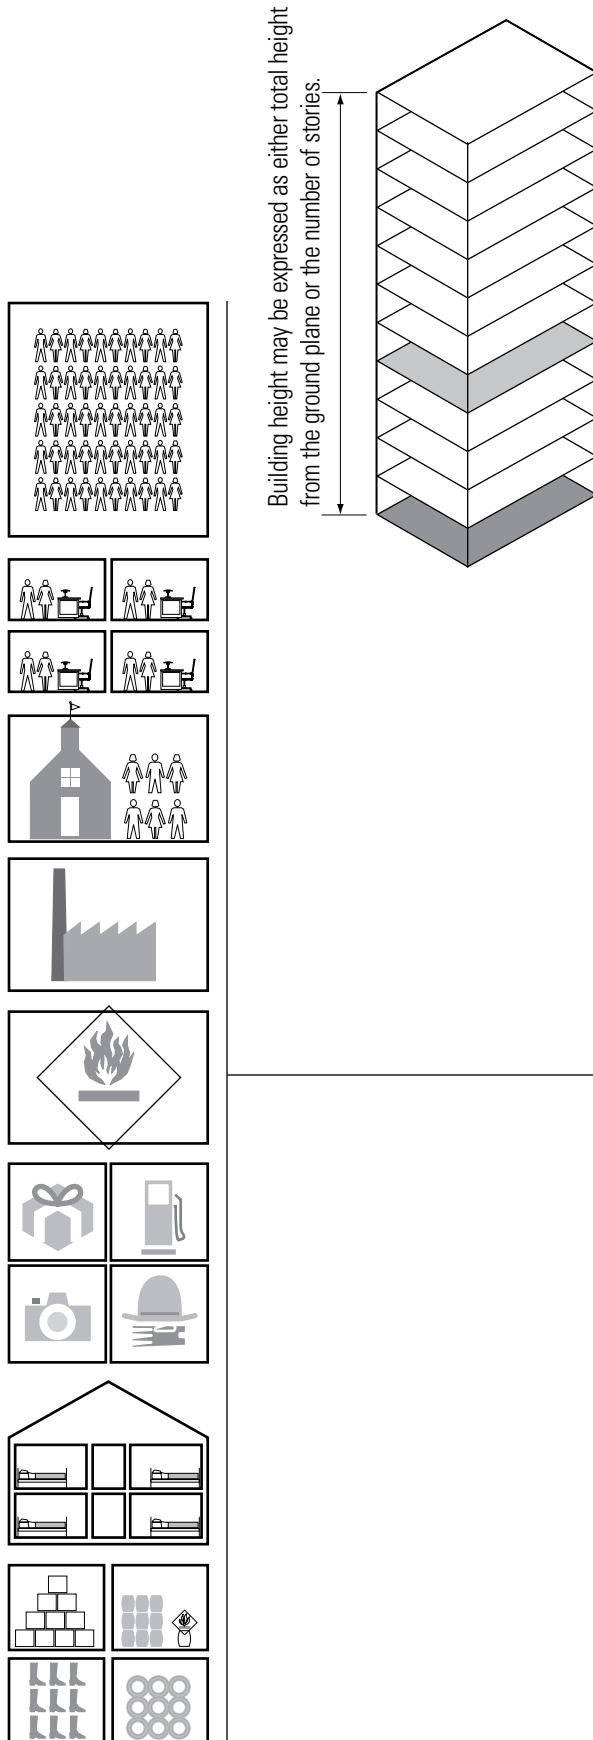 Building height may be expressed as either total height
from the ground plane or the number of stories.